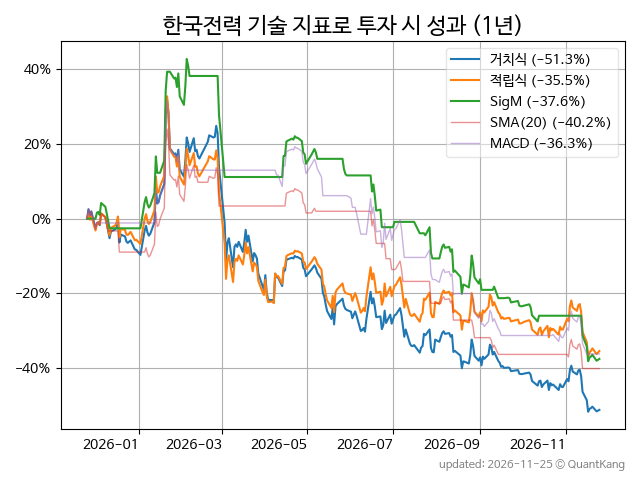 한국전력 기술 지표로 투자 시 성과 (1년)
거치식 (-51.3%)
적립식 (-35.5%)
SigM (-37.6%)
SMA(20) (-40.2%)
MACD (-36.3%)
40%
20%
0%
-20%
-40%
2026-01 2026-03 2026-05 2026-07 2026-09 2026-11
updated: 2026-11-25 © QuantKang